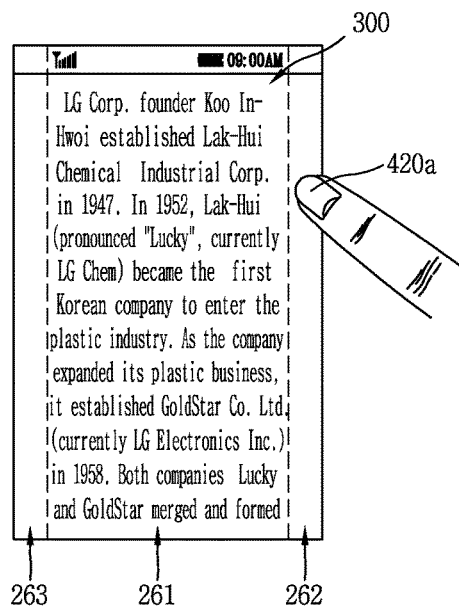 300
09:00AM
LG Corp. founder Koo In-
Hwoi established Lak-Hui
Chemical Industrial Corp.
in 1947. In 1952, Lak-Hui
(pronounced "Lucky", currently
LG Chem) became the first
Korean company to enter the
plastic industry. As the company
expanded its plastic business,
it established GoldStar Co. Ltd.
(currently LG Electronics Inc.)
in 1958. Both companies Lucky
and GoldStar merged and formed
420a
263 261 262